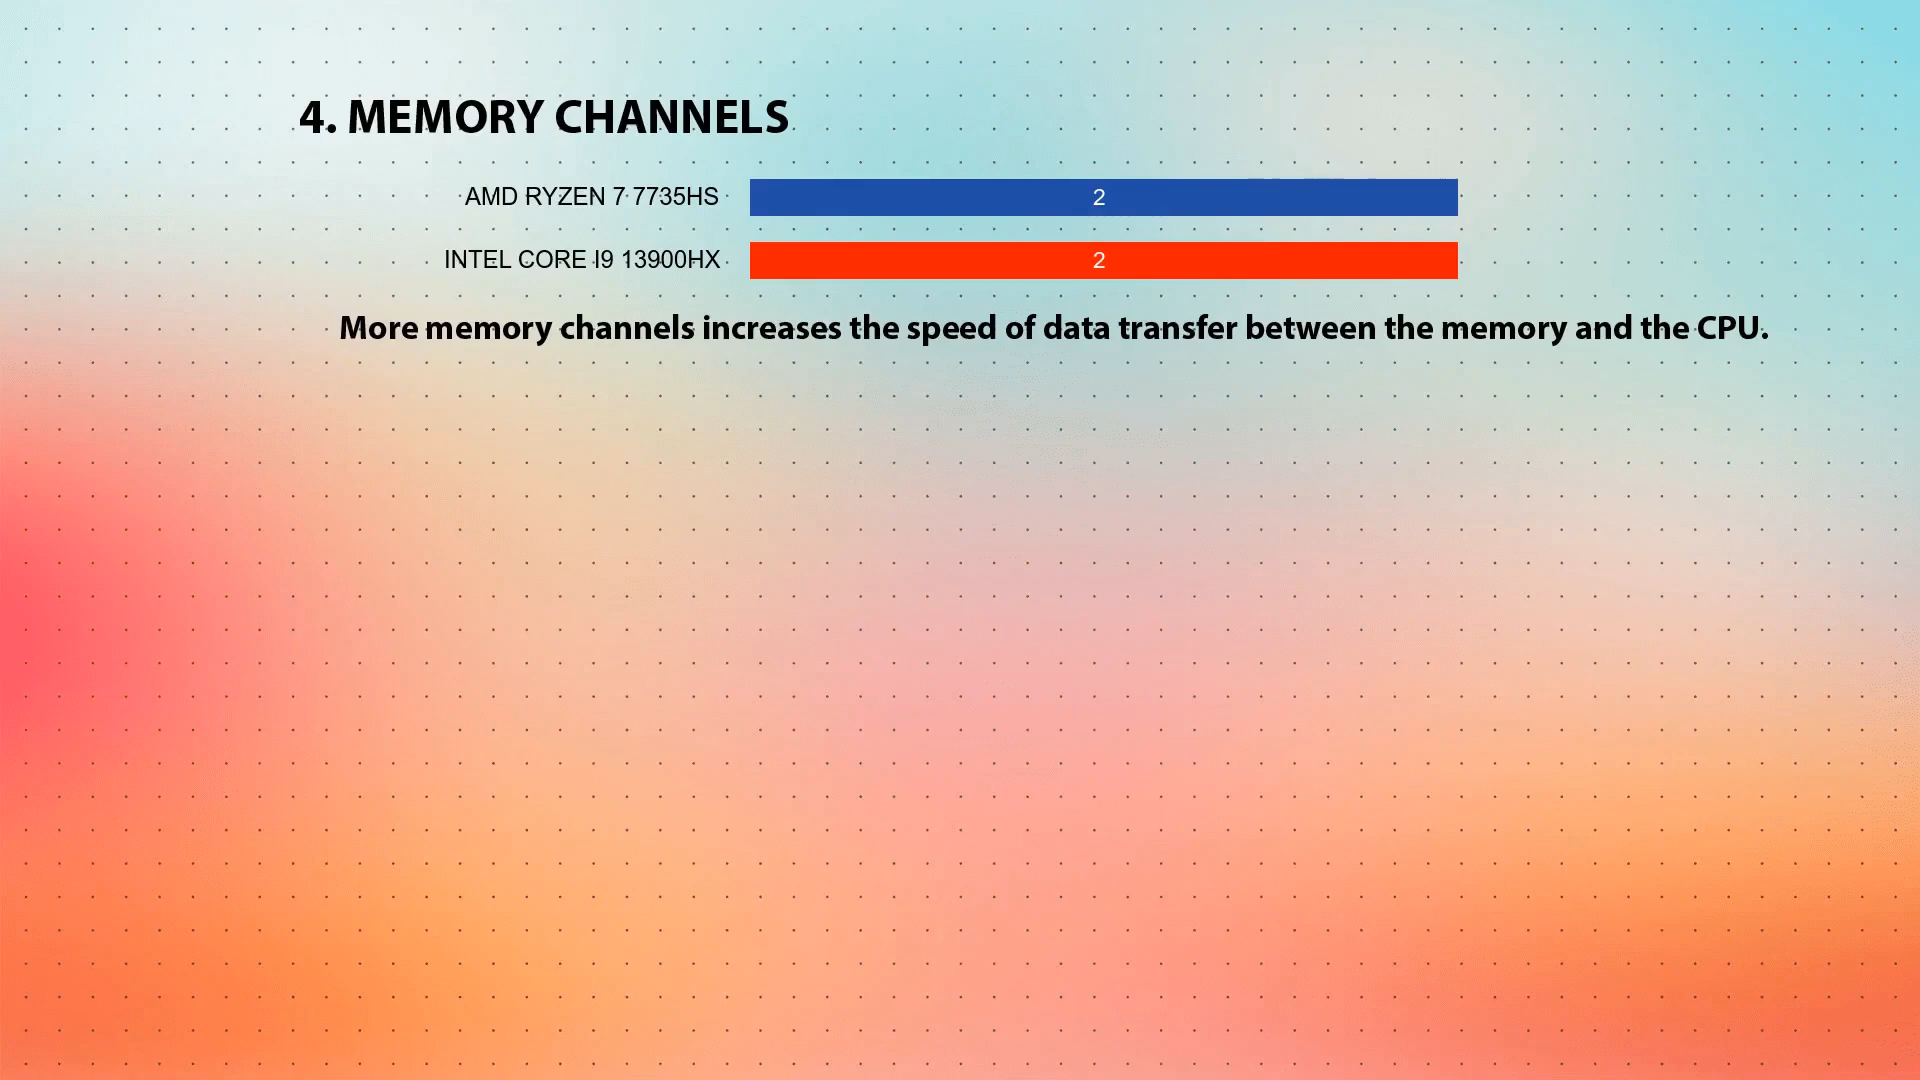 4. MEMORY CHANNELS
AMD RYZEN 7 7735HS
2
INTEL CORE I9 13900HX
2
More memory channels increases the speed of data transfer between the memory and the CPU.